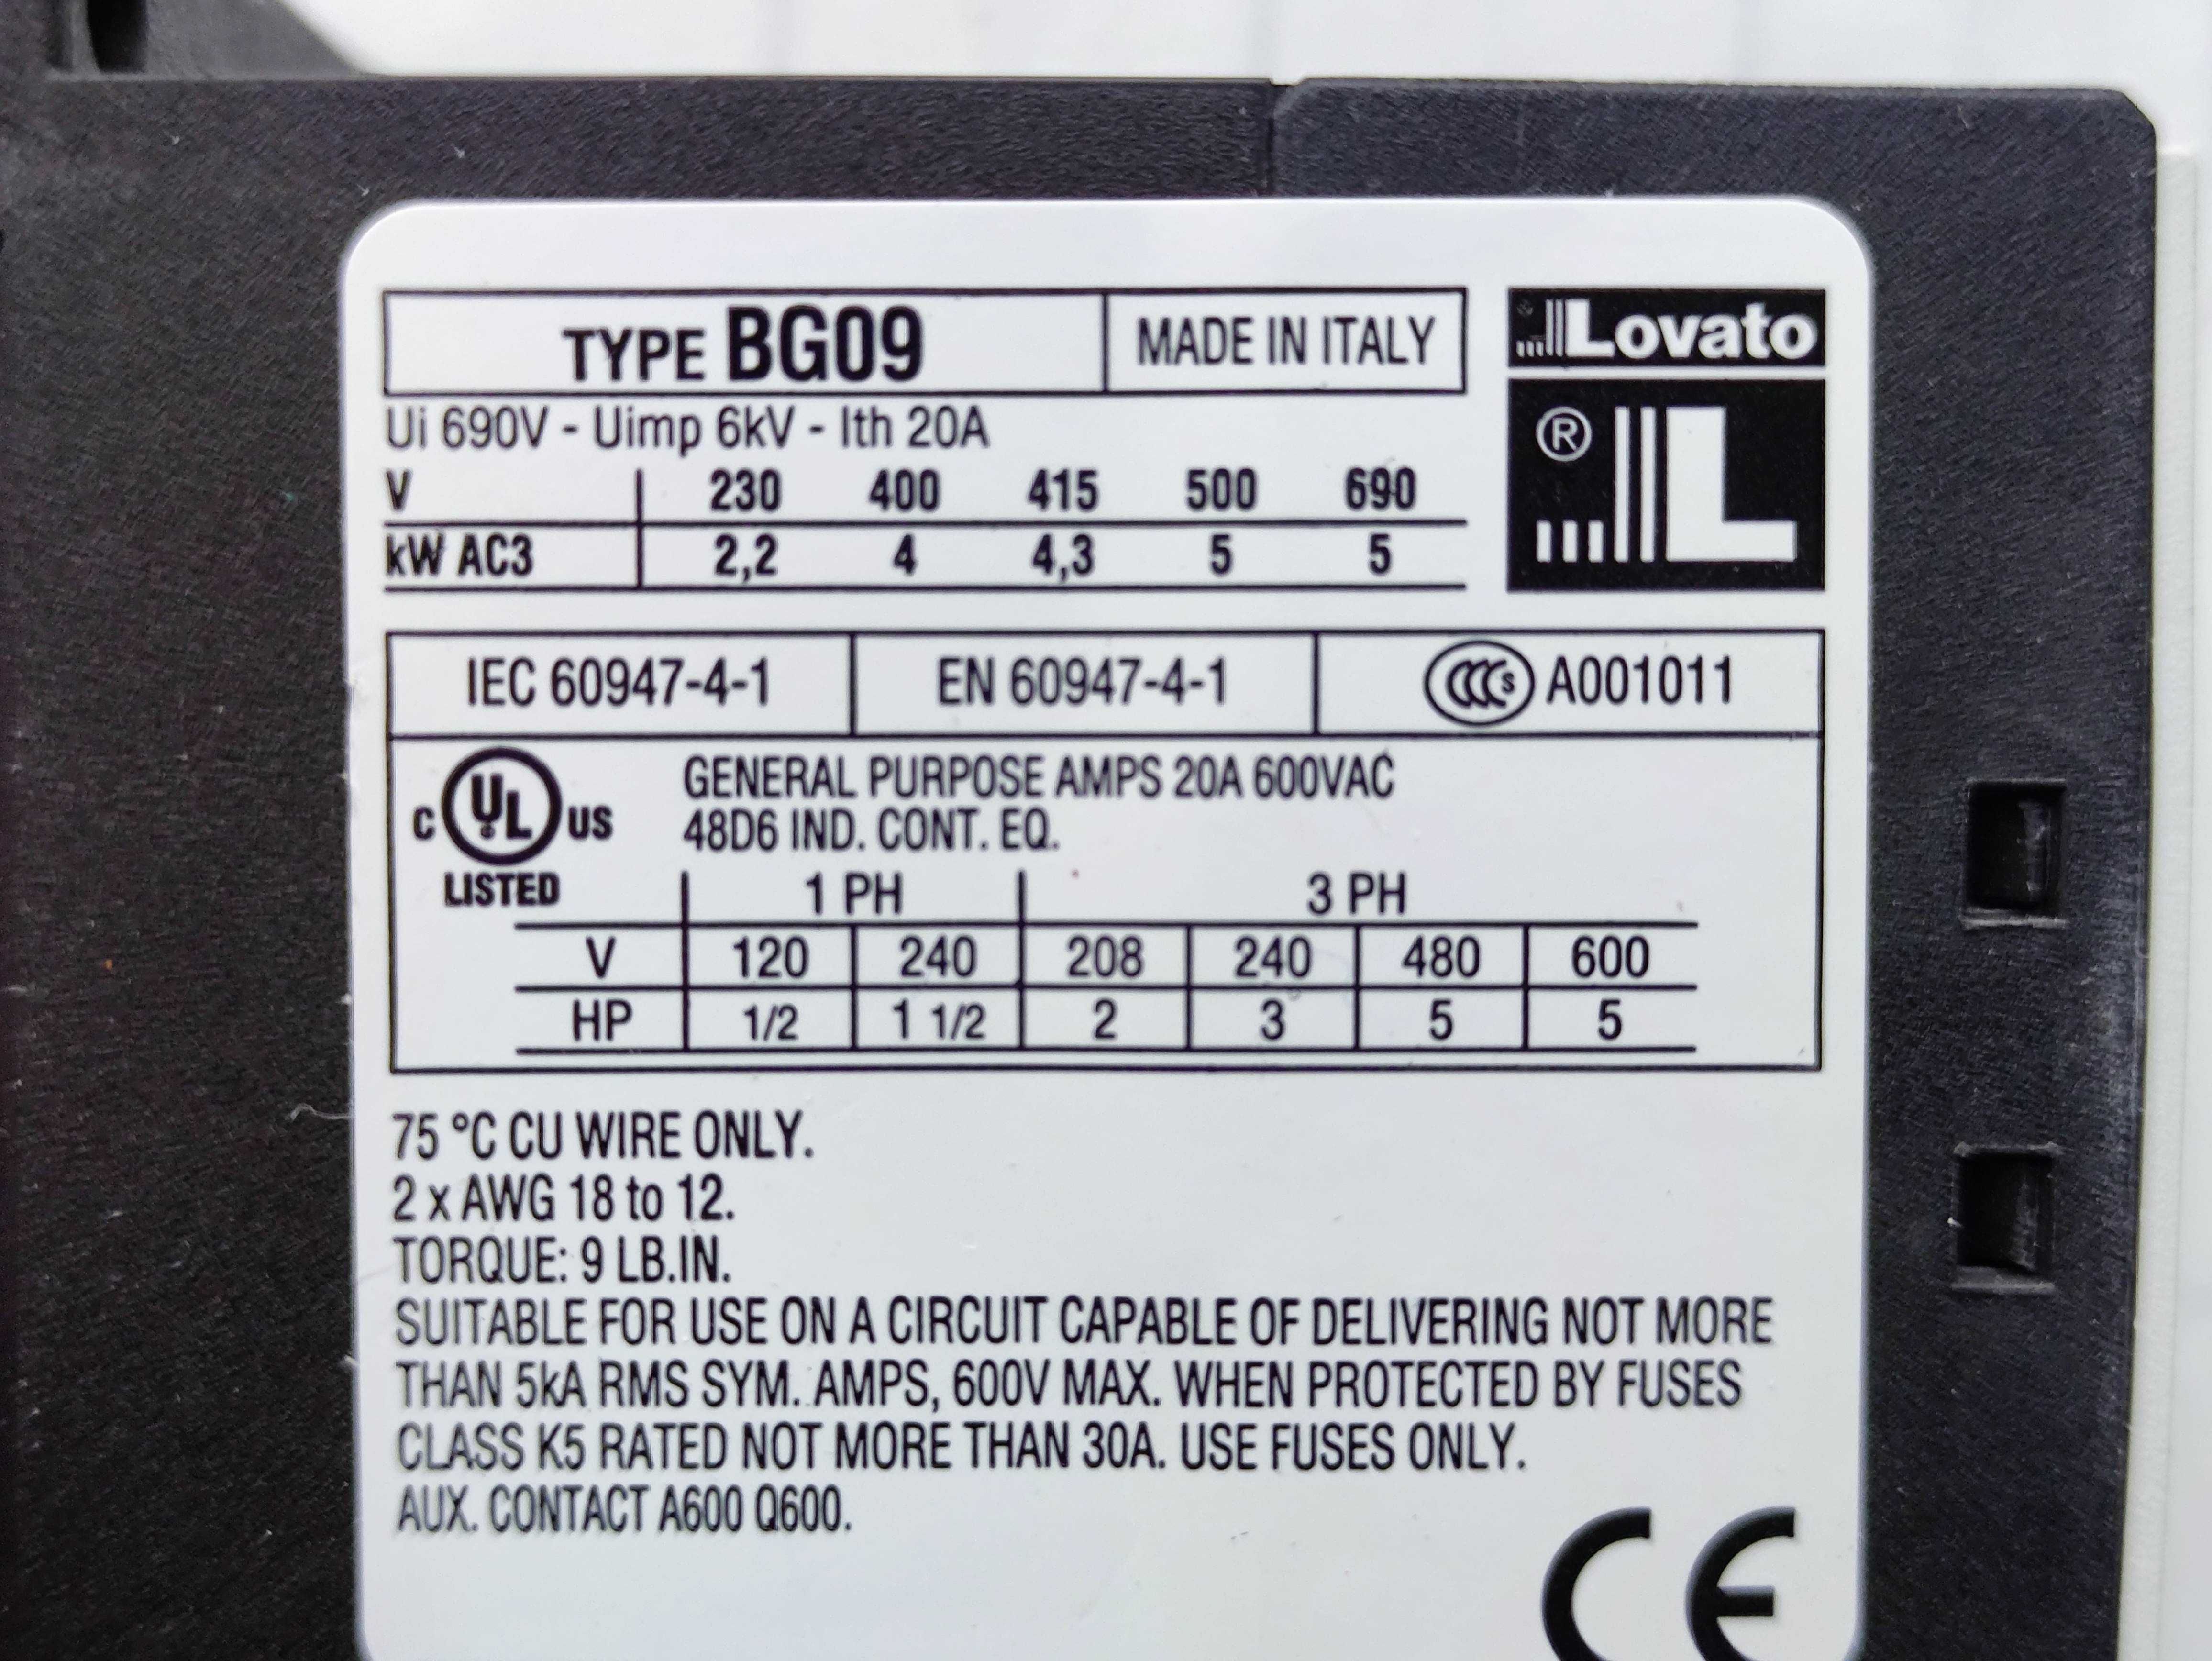 TYPE BG09 MADE IN ITALY
Lovato
® L
Ui 690V - Uimp 6kV - Ith 20A
V 230 400 415 500 690
kW AC3 2,2 4 4,3 5 5
IEC 60947-4-1 EN 60947-4-1 CCC S A001011
C UL US GENERAL PURPOSE AMPS 20A 600VAC
48D6 IND. CONT. EQ.
LISTED 1 PH 3 PH
V 120 240 208 240 480 600
HP 1/2 1 1/2 2 3 5 5
75 °C CU WIRE ONLY.
2 x AWG 18 to 12.
TORQUE: 9 LB.IN.
SUITABLE FOR USE ON A CIRCUIT CAPABLE OF DELIVERING NOT MORE
THAN 5kA RMS SYM. AMPS, 600V MAX. WHEN PROTECTED BY FUSES
CLASS K5 RATED NOT MORE THAN 30A. USE FUSES ONLY.
AUX. CONTACT A600 Q600.
CE